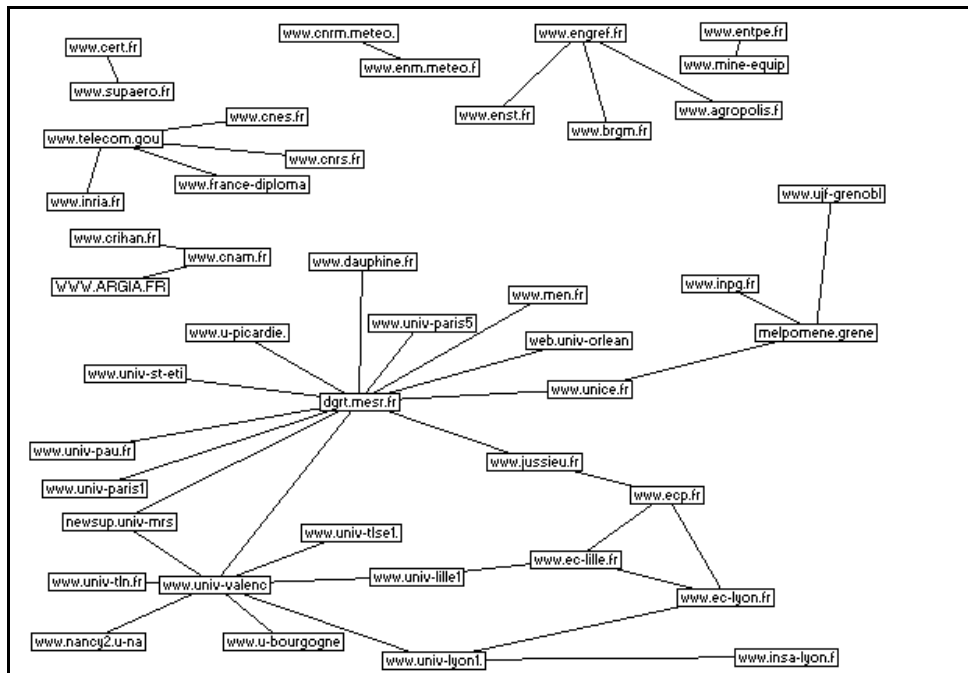 www.cert.fr
www.cnrm.meteo.
www.engref.fr
www.entpe.fr
www.enm.meteo.f
www.mine-equip
www.supaero.fr
www.enst.fr
www.agropolis.f
www.cnes.fr
www.brgm.fr
www.telecom.gou
www.cnrs.fr
www.france-diploma
www.inria.fr
www.ujf-grenobl
www.crihan.fr
www.cnam.fr
www.dauphine.fr
WWW.ARGIA.FR
www.men.fr
www.inpg.fr
www.u-picardie.
www.univ-paris5
web.univ-orlean
melpomene.grene
www.univ-st-eti
dgrt.mesr.fr
www.unice.fr
www.univ-pau.fr
www.jussieu.fr
www.univ-paris1
www.ecp.fr
newsup.univ-mrs
www.univ-tlse1.
www.ec-lille.fr
www.univ-tln.fr
www.univ-valenc
www.univ-lille1
www.ec-lyon.fr
www.nancy2.u-na
www.u-bourgogne
www.univ-lyon1.
www.insa-lyon.f